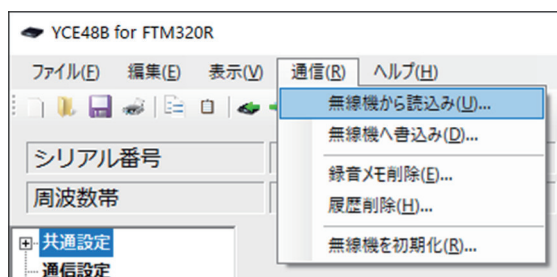 YCE48B for FTM320R
ファイル(F) 編集(E) 表示(V) 通信(R) ヘルプ(H)
無線機から読込み(U)...
無線機へ書込み(D)...
録音メモ削除(E)...
履歴削除(H)...
無線機を初期化(R)...
シリアル番号
周波数帯
共通設定
通信設定